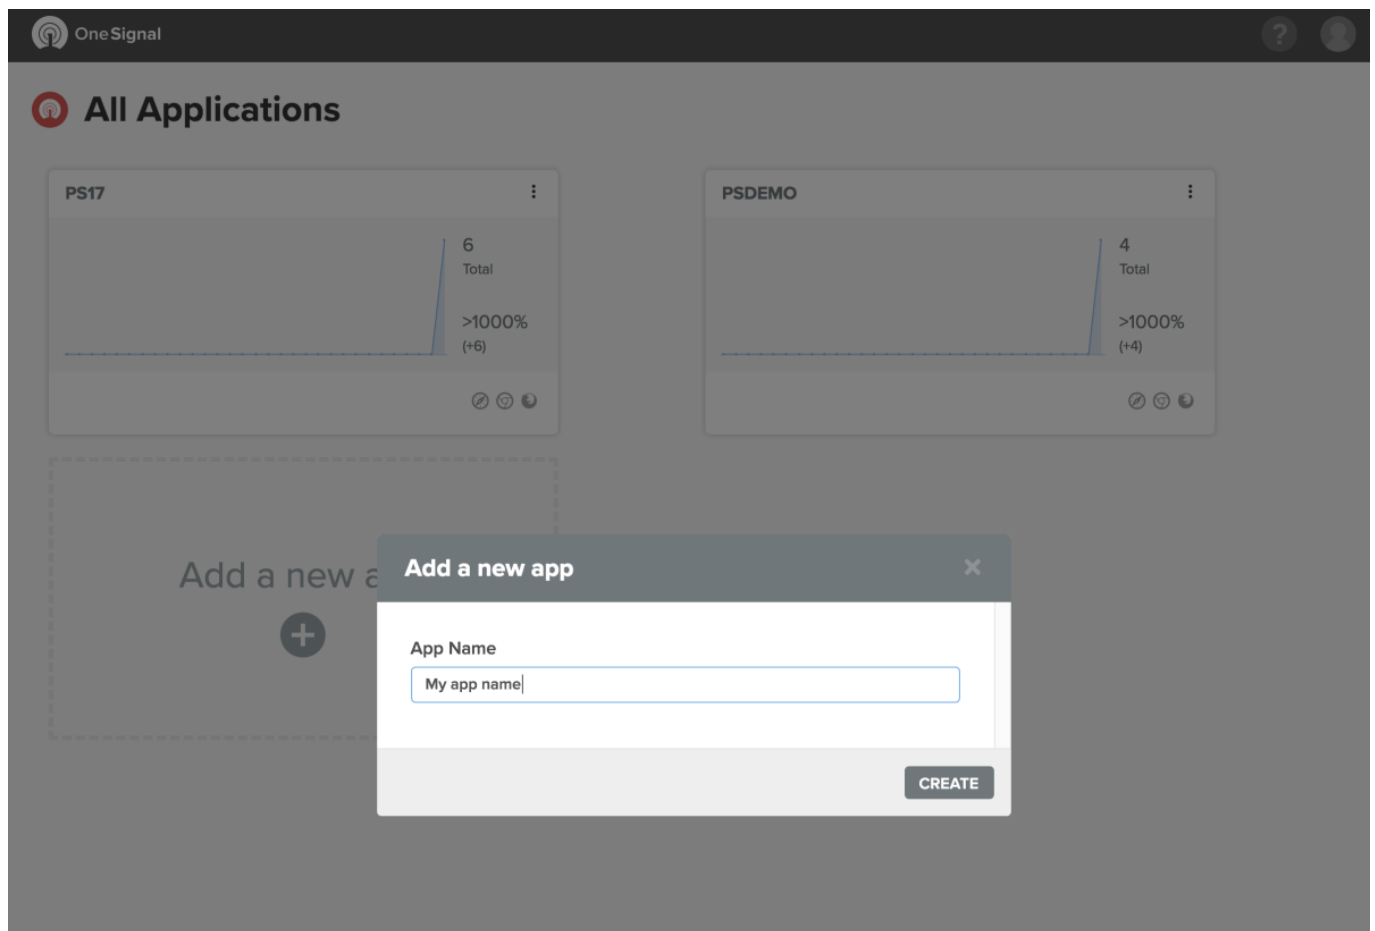 OneSignal
?
All Applications
PS17
6
Total
>1000%
(+6)
PSDEMO
4
Total
>1000%
(+4)
Add a new a
Add a new app
App Name
My app name
CREATE